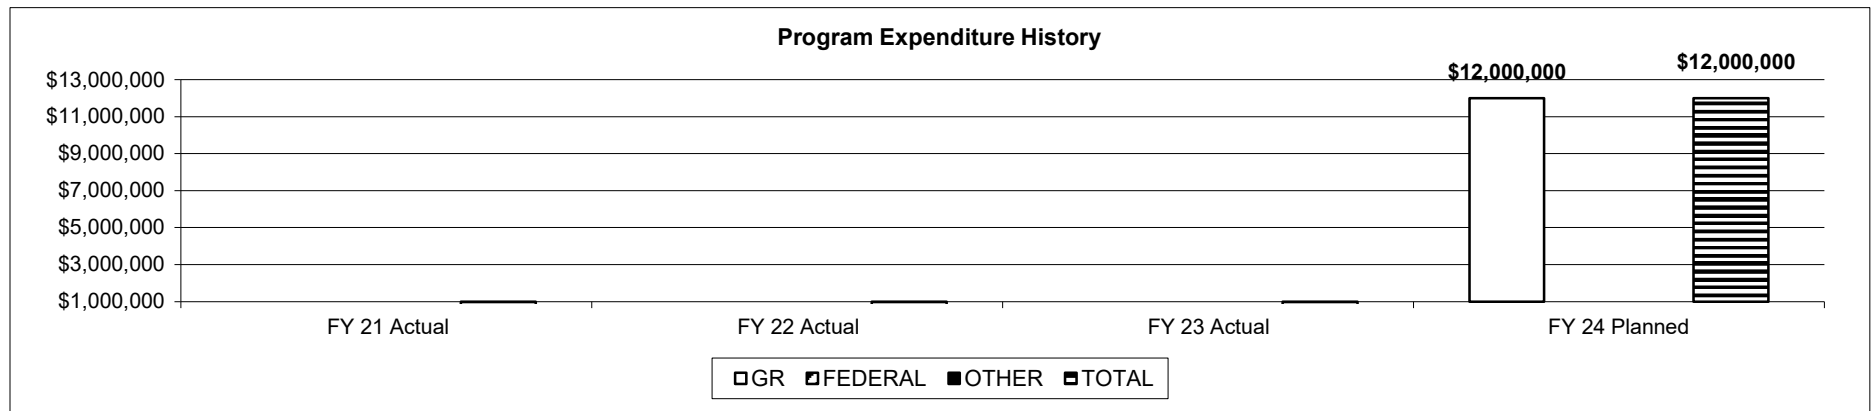 Program Expenditure History
$13,000,000
$11,000,000
$9,000,000
$7,000,000
$5,000,000
$3,000,000
$1,000,000
$12,000,000
$12,000,000
FY 21 Actual
FY 22 Actual
FY 23 Actual
FY 24 Planned
GR FEDERAL OTHER TOTAL